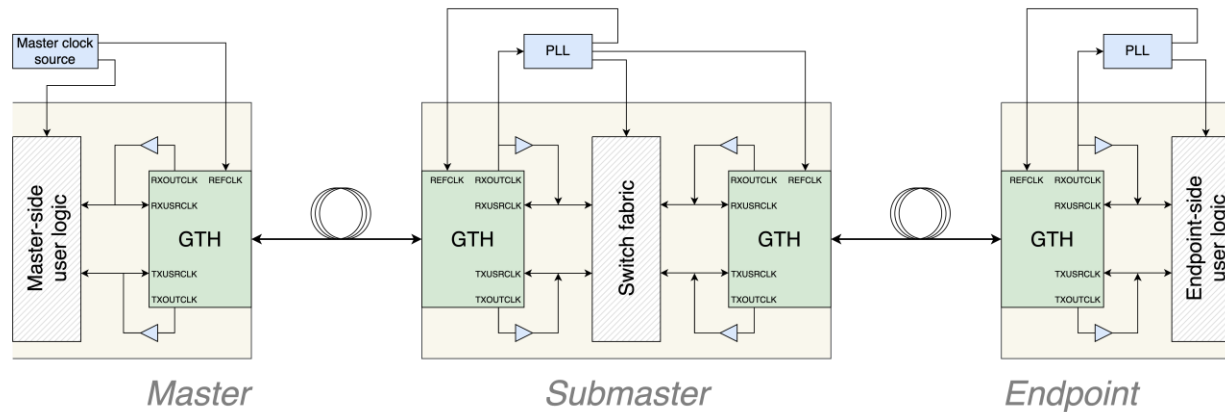 Master clock
source
PLL
PLL
RXOUTCLK REFCLK
RXUSRCLK
GTH
TXUSRCLK
TXOUTCLK
Master-side
user logic
REFCLK RXOUTCLK
RXUSRCLK
GTH
TXUSRCLK
TXOUTCLK
Switch fabric
RXOUTCLK REFCLK
RXUSRCLK
GTH
TXUSRCLK
TXOUTCLK
REFCLK RXOUTCLK
RXUSRCLK
GTH
TXUSRCLK
TXOUTCLK
Endpoint-side
user logic
Master
Submaster
Endpoint